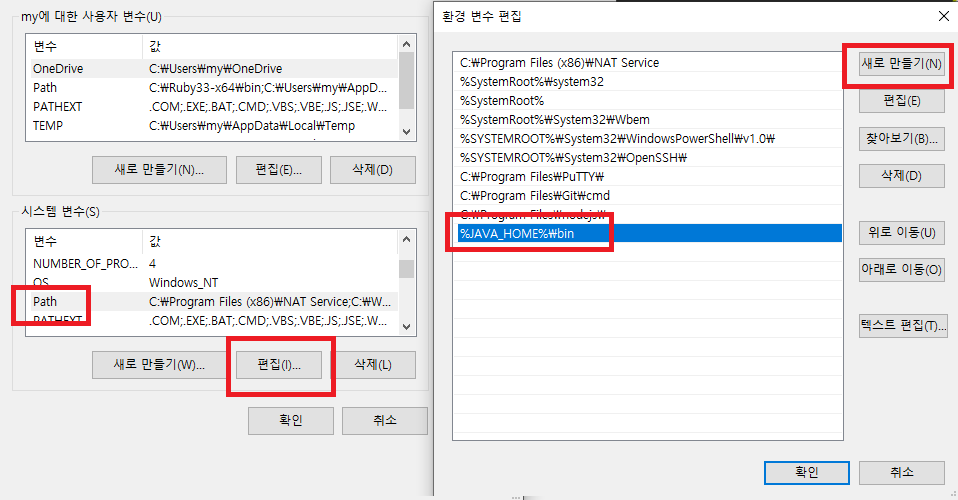 my에 대한 사용자 변수(U)
변수 값
OneDrive C:₩Users₩my₩OneDrive
Path C:₩Ruby33-x64₩bin;C:₩Users₩my₩AppD...
PATHEXT .COM;.EXE;.BAT;.CMD;.VBS;.VBE;.JS;.JSE;.W...
TEMP C:₩Users₩my₩AppData₩Local₩Temp
새로 만들기(N)... 편집(E)... 삭제(D)
시스템 변수(S)
변수 값
NUMBER_OF_PRO... 4
OS Windows_NT
Path C:₩Program Files (x86)₩NAT Service;C:₩W...
PATHEXT .COM;.EXE;.BAT;.CMD;.VBS;.VBE;.JS;.JSE;.W...
새로 만들기(W)... 편집(I)... 삭제(L)
확인 취소
환경 변수 편집
C:₩Program Files (x86)₩NAT Service
%SystemRoot%₩system32
%SystemRoot%
%SystemRoot%₩System32₩Wbem
%SYSTEMROOT%₩System32₩WindowsPowerShell₩v1.0₩
%SYSTEMROOT%₩System32₩OpenSSH₩
C:₩Program Files₩PuTTY₩
C:₩Program Files₩Git₩cmd
C:₩Program Files₩nodejs₩
%JAVA_HOME%₩bin
새로 만들기(N)
편집(E)
찾아보기(B)...
삭제(D)
위로 이동(U)
아래로 이동(O)
텍스트 편집(T)...
확인 취소